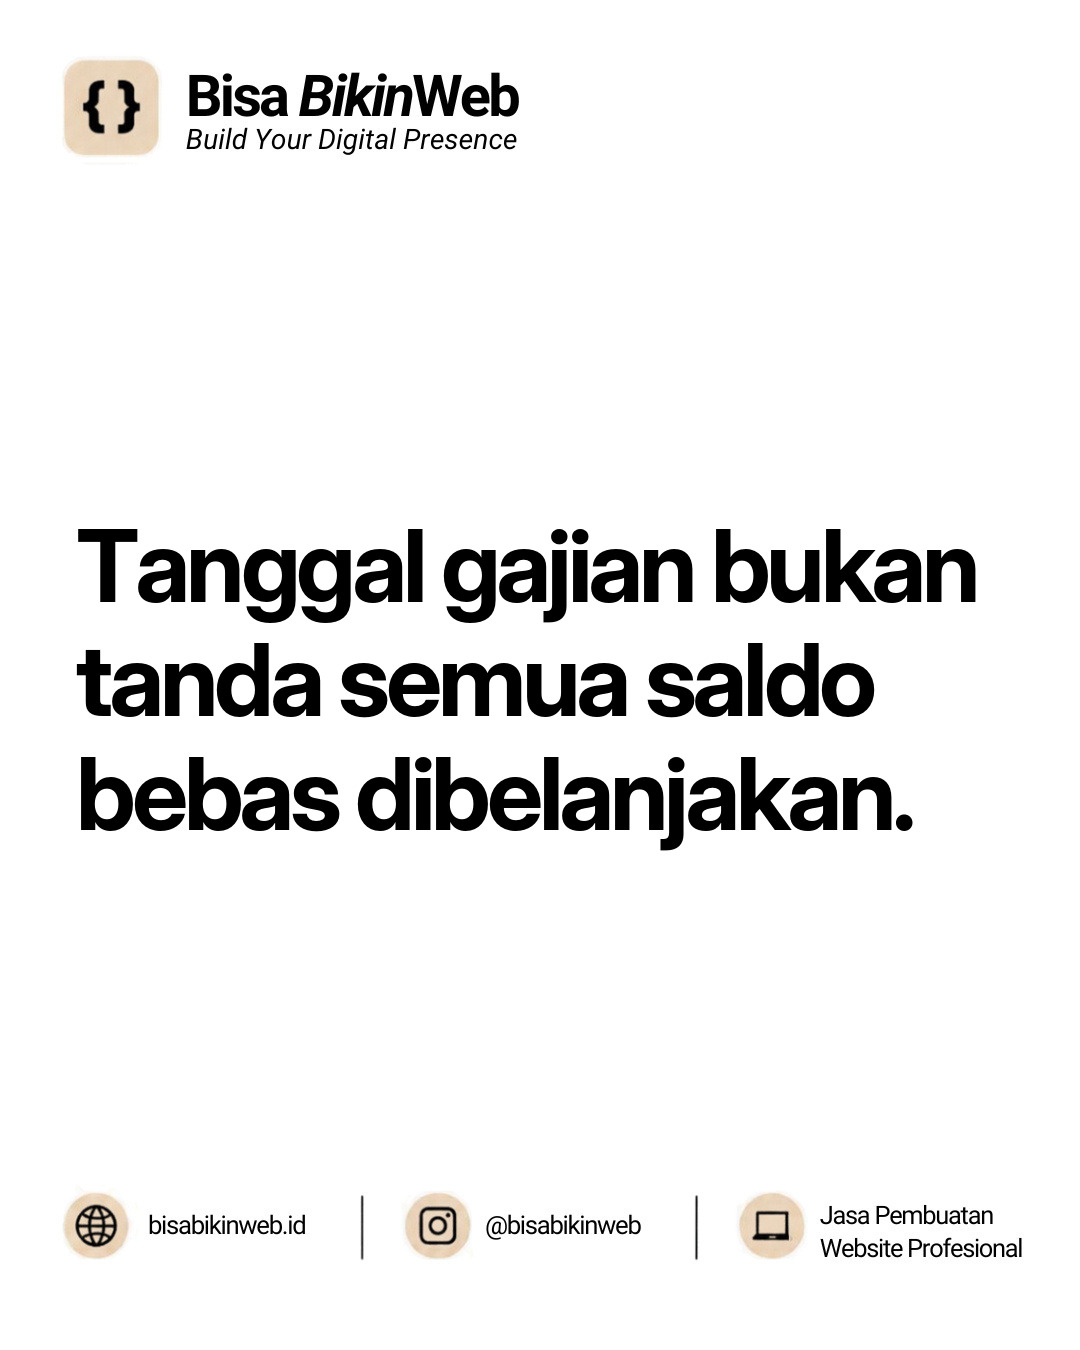 { }
Bisa BikinWeb
Build Your Digital Presence
Tanggal gajian bukan
tanda semua saldo
bebas dibelanjakan.
bisabikinweb.id
@bisabikinweb
Jasa Pembuatan
Website Profesional